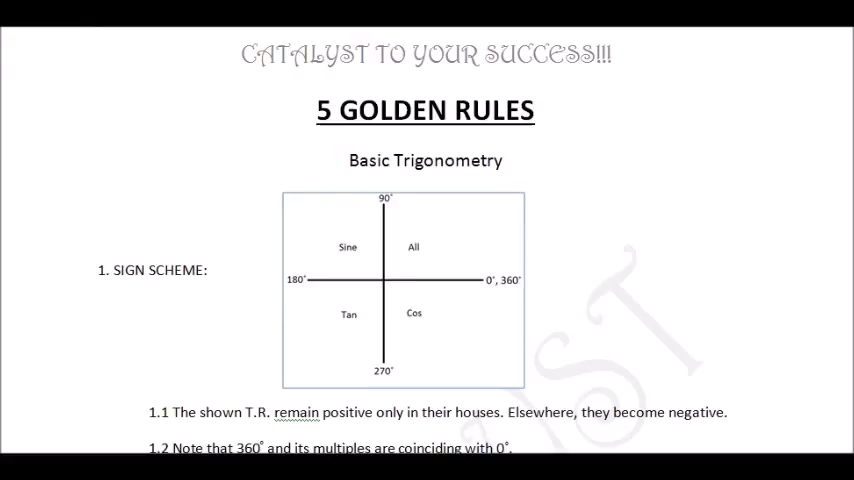 CATALYST TO YOUR SUCCESS!!!
5 GOLDEN RULES
Basic Trigonometry
90°
Sine All
1. SIGN SCHEME:
180° 0°, 360°
Tan Cos
270°
1.1 The shown T.R. remain positive only in their houses. Elsewhere, they become negative.
1.2 Note that 360° and its multiples are coinciding with 0°.